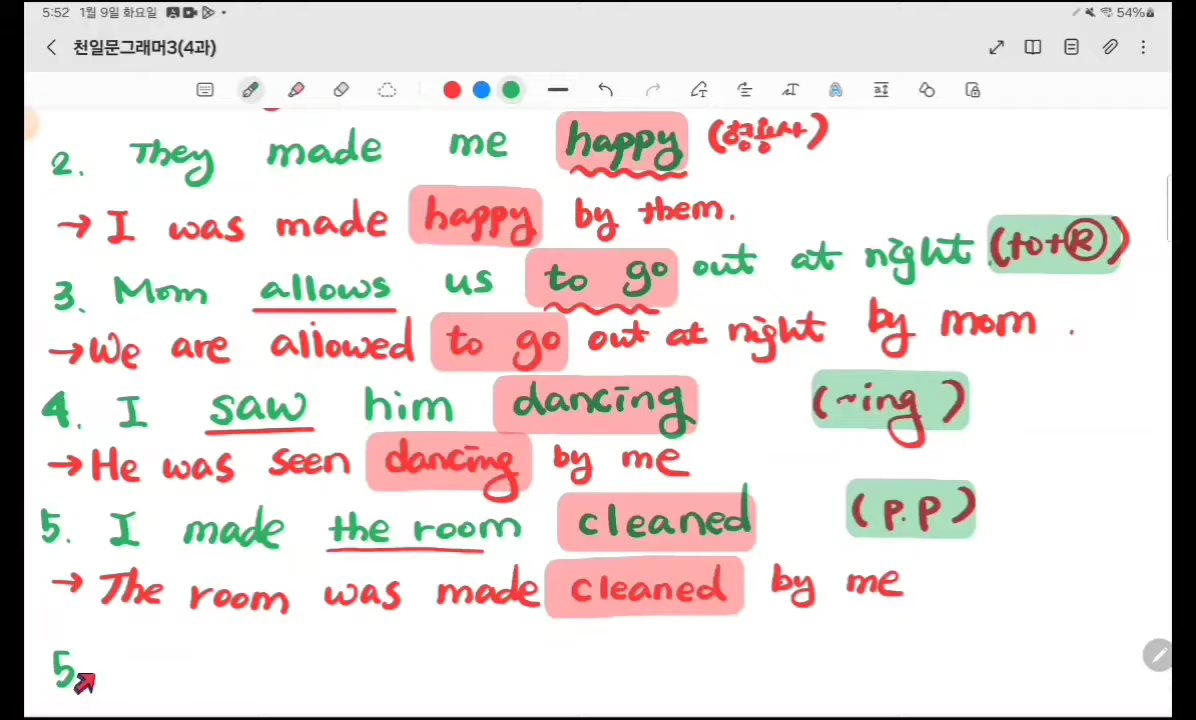 5:52 1월 9일 화요일 54%
천일문그래머3(4과)
2. They made me happy (형용사)
→ I was made happy by them.
3. Mom allows us to go out at night. (to+R)
→ We are allowed to go out at night by mom.
4. I saw him dancing (~ing)
→ He was seen dancing by me
5. I made the room cleaned (p.p)
→ The room was made cleaned by me
5